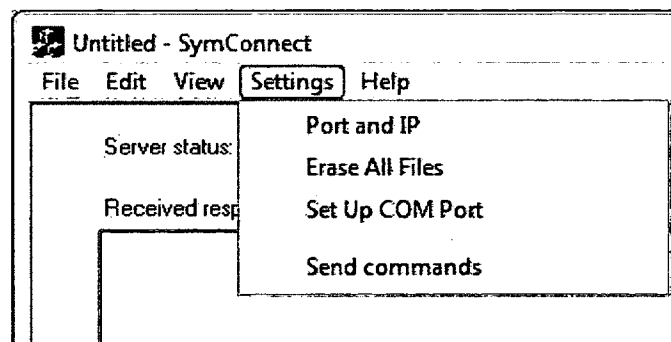 Untitled - SymConnect
File Edit View Settings Help
Port and IP
Server status:
Erase All Files
Received resp
Set Up COM Port
Send commands